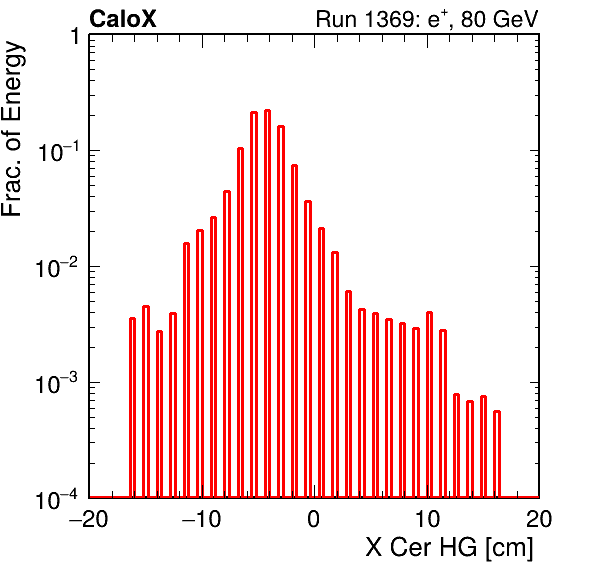 CaloX Run 1369: e⁺, 80 GeV
Frac. of Energy
1
10⁻¹
10⁻²
10⁻³
10⁻⁴
−20 −10 0 10 20
X Cer HG [cm]